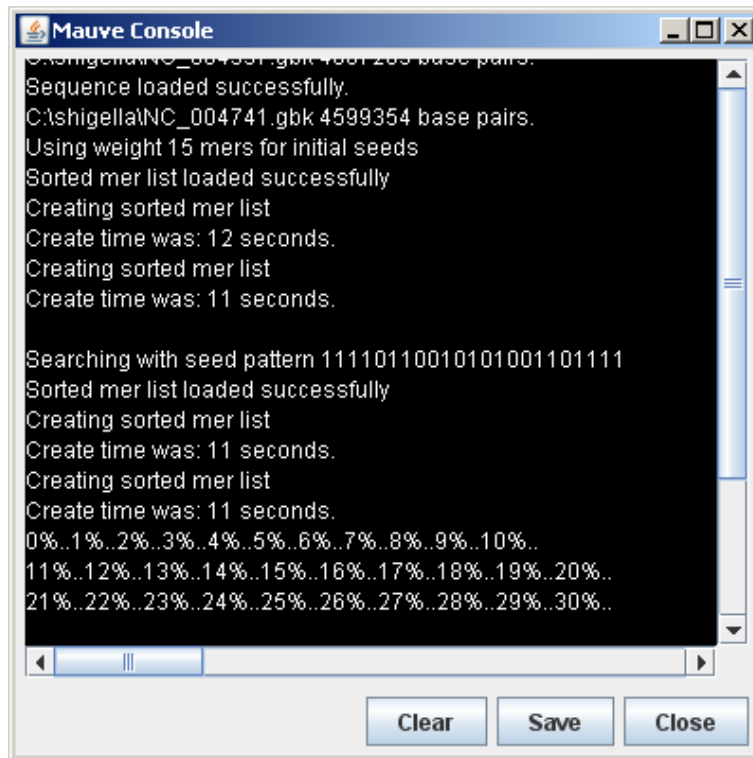 Mauve Console
Sequence loaded successfully.
C:\shigella\NC_004741.gbk 4599354 base pairs.
Using weight 15 mers for initial seeds
Sorted mer list loaded successfully
Creating sorted mer list
Create time was: 12 seconds.
Creating sorted mer list
Create time was: 11 seconds.
Searching with seed pattern 11110110010101001101111
Sorted mer list loaded successfully
Creating sorted mer list
Create time was: 11 seconds.
Creating sorted mer list
Create time was: 11 seconds.
0%..1%..2%..3%..4%..5%..6%..7%..8%..9%..10%..
11%..12%..13%..14%..15%..16%..17%..18%..19%..20%..
21%..22%..23%..24%..25%..26%..27%..28%..29%..30%..
Clear Save Close